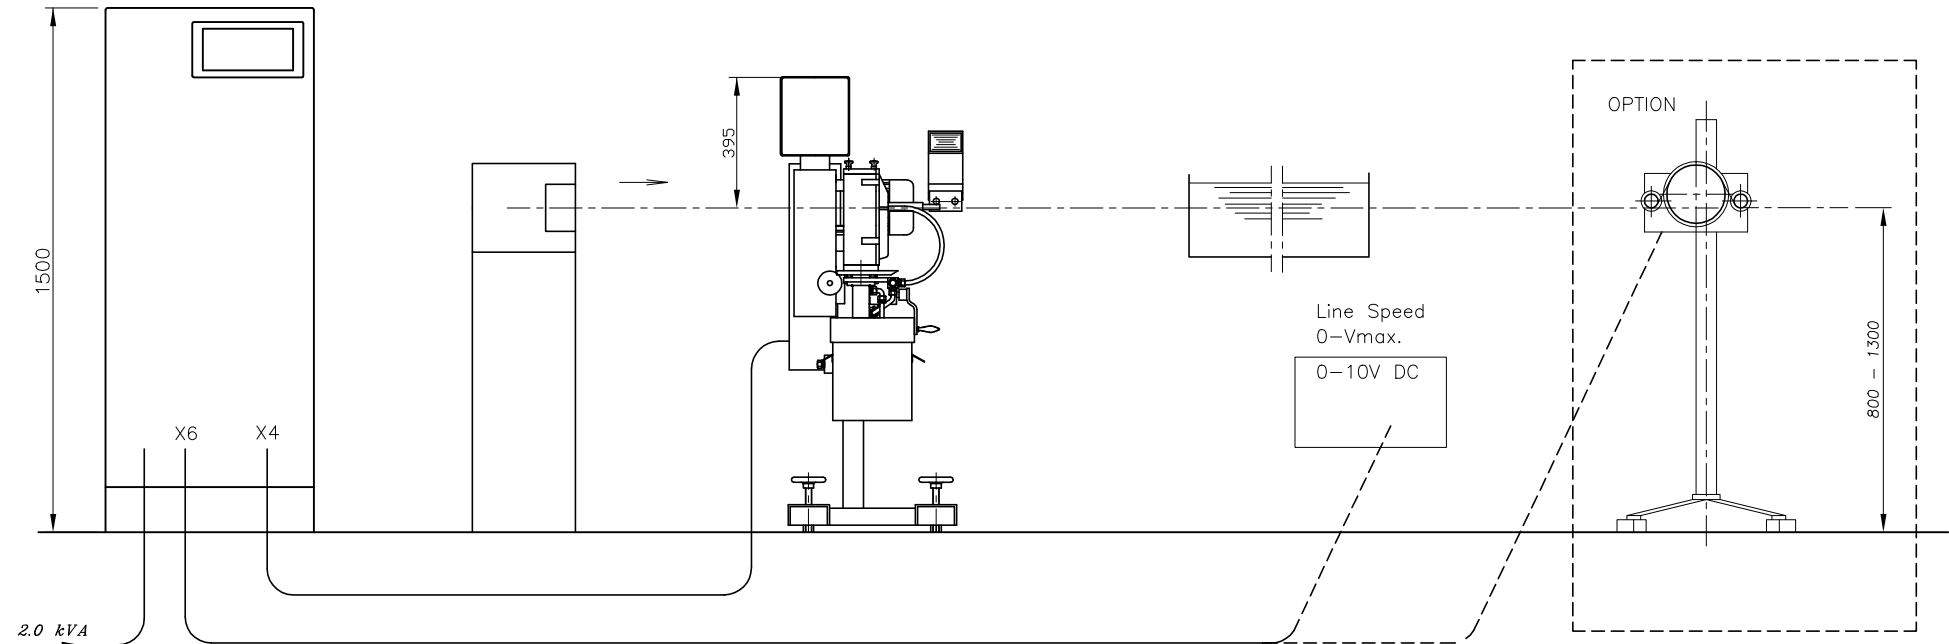 OPTION
395
1500
Line Speed
0-Vmax.
0-10V DC
800 - 1300
X6
X4
2.0 kVA